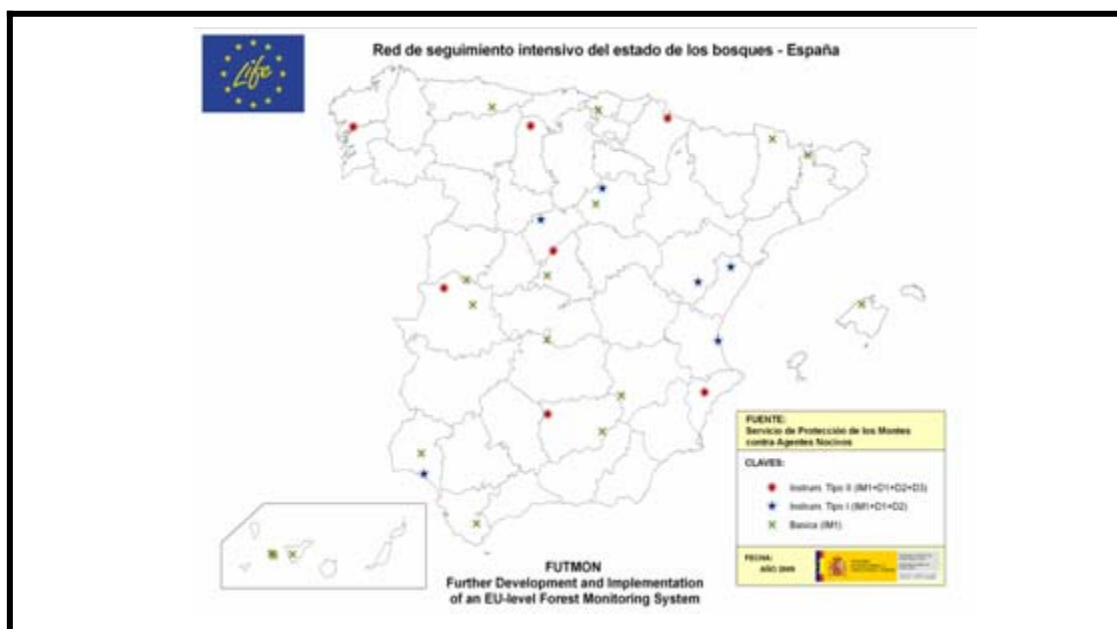 Life
Red de seguimiento intensivo del estado de los bosques - España
FUENTE:
Servicio de Protección de los Montes
contra Agentes Nocivos
CLAVES:
Instrum. Tipo II (IM1+D1+D2+D3)
Instrum. Tipo I (IM1+D1+D2)
Basica (IM1)
FECHA:
AÑO 2009
FUTMON
Further Development and Implementation
of an EU-level Forest Monitoring System